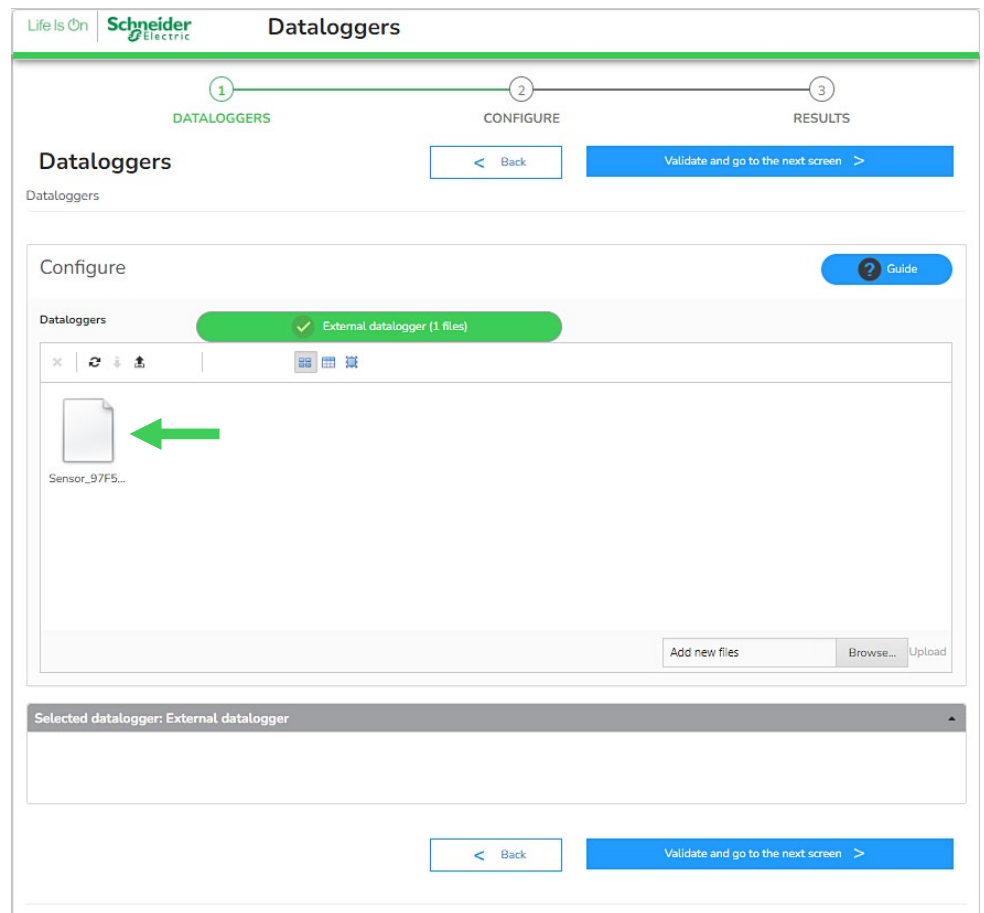 Life Is On Schneider Electric Dataloggers
1 2 3
DATALOGGERS CONFIGURE RESULTS
Dataloggers < Back Validate and go to the next screen >
Dataloggers
Configure ? Guide
Dataloggers External datalogger (1 files)
Sensor_97F5...
Add new files Browse... Upload
Selected datalogger: External datalogger
< Back Validate and go to the next screen >